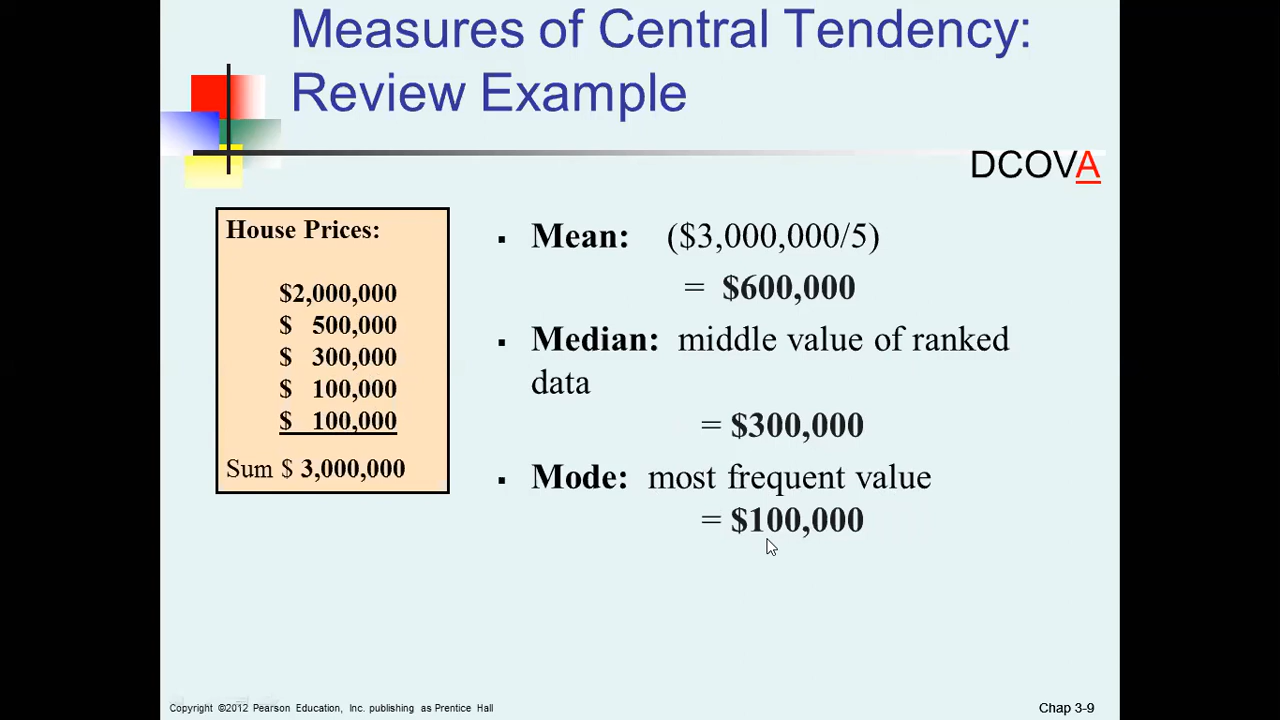 Measures of Central Tendency:
Review Example
DCOVA
House Prices:
$2,000,000
$ 500,000
$ 300,000
$ 100,000
$ 100,000
Sum $ 3,000,000
▪ Mean: ($3,000,000/5)
= $600,000
▪ Median: middle value of ranked
data
= $300,000
▪ Mode: most frequent value
= $100,000
Copyright ©2012 Pearson Education, Inc. publishing as Prentice Hall
Chap 3-9